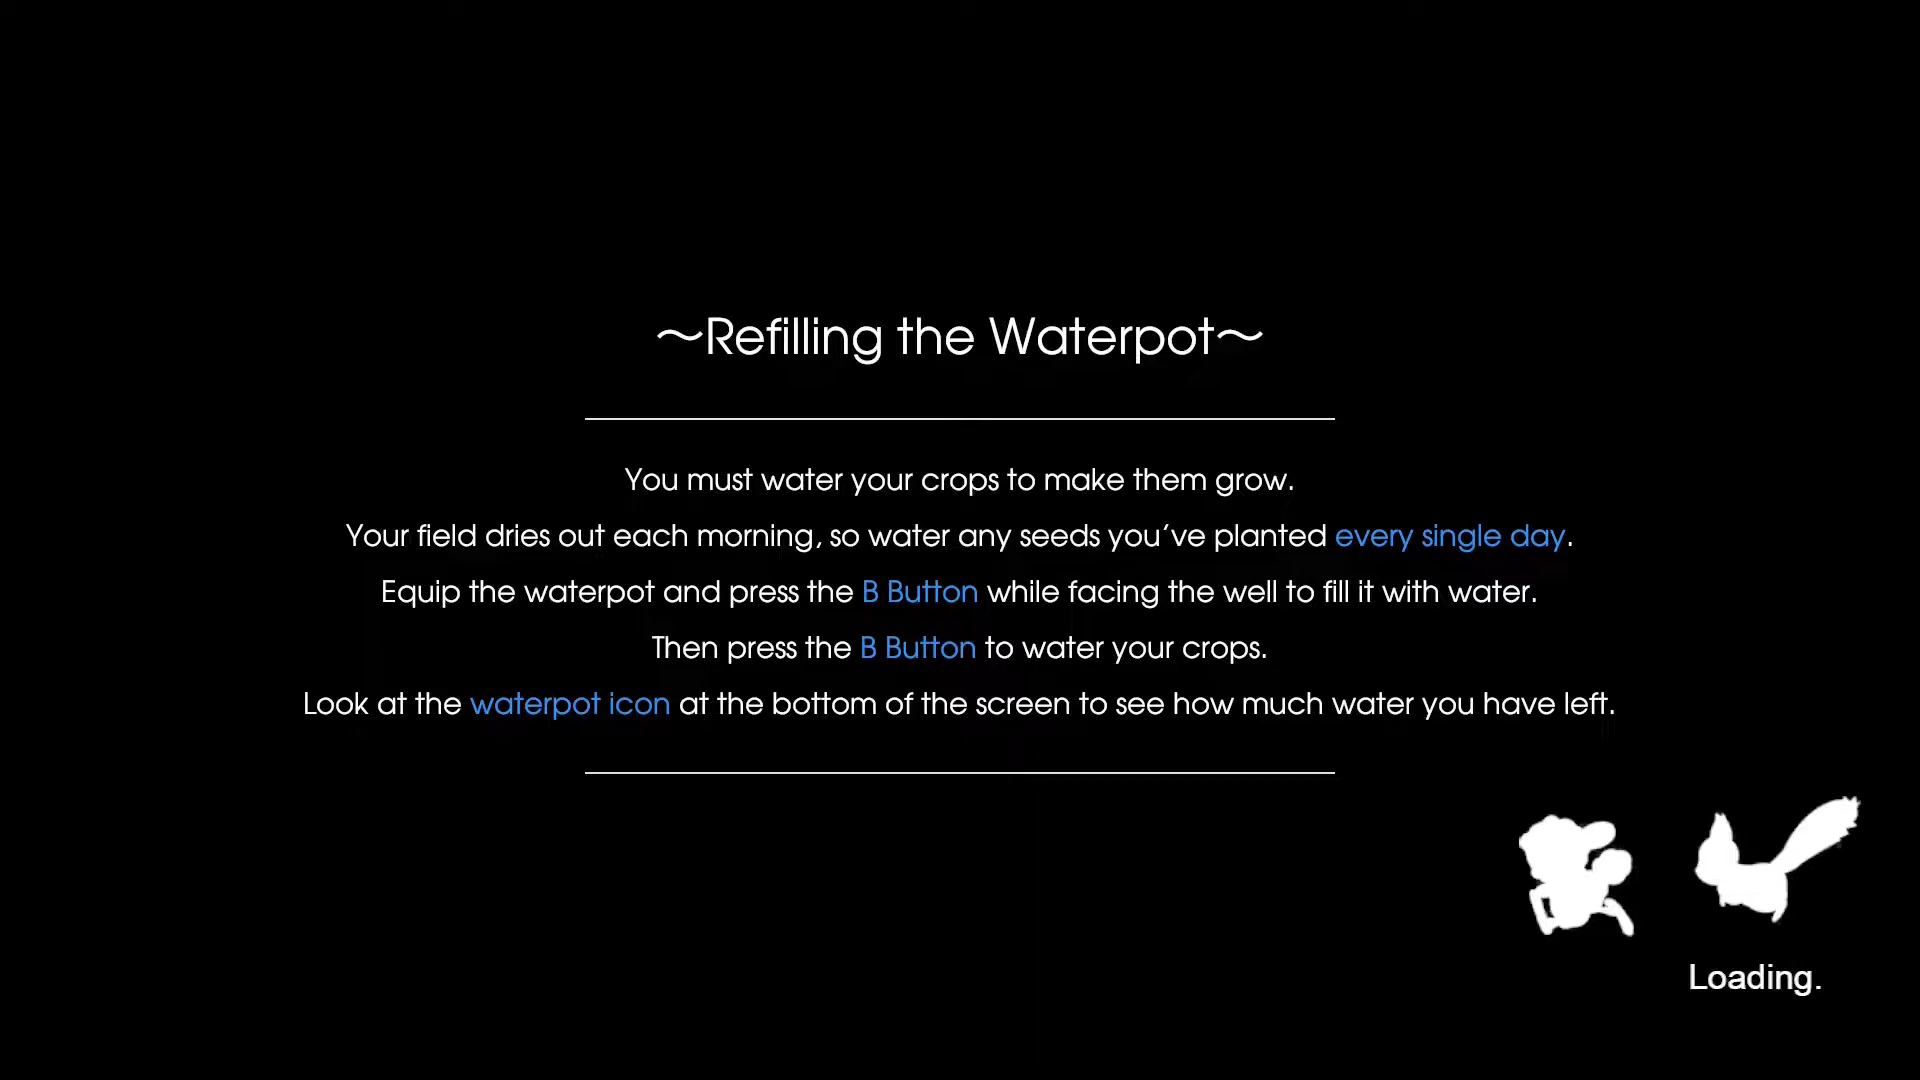 ～Refilling the Waterpot～
You must water your crops to make them grow.
Your field dries out each morning, so water any seeds you’ve planted every single day.
Equip the waterpot and press the B Button while facing the well to fill it with water.
Then press the B Button to water your crops.
Look at the waterpot icon at the bottom of the screen to see how much water you have left.
Loading.